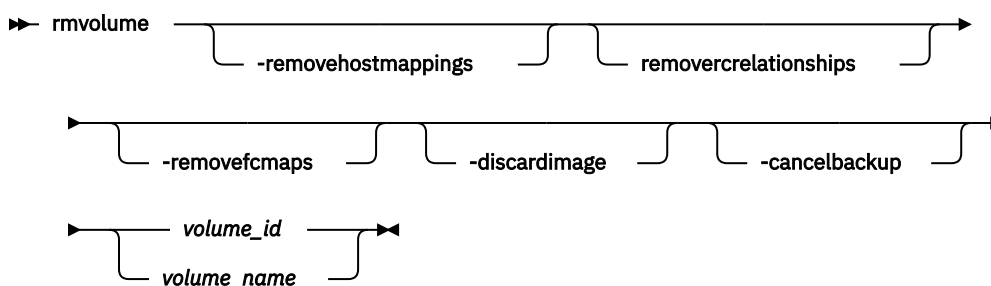 rmvolume
-removehostmappings removercrelationships
-removefcmaps -discardimage -cancelbackup
volume_id
volume_name